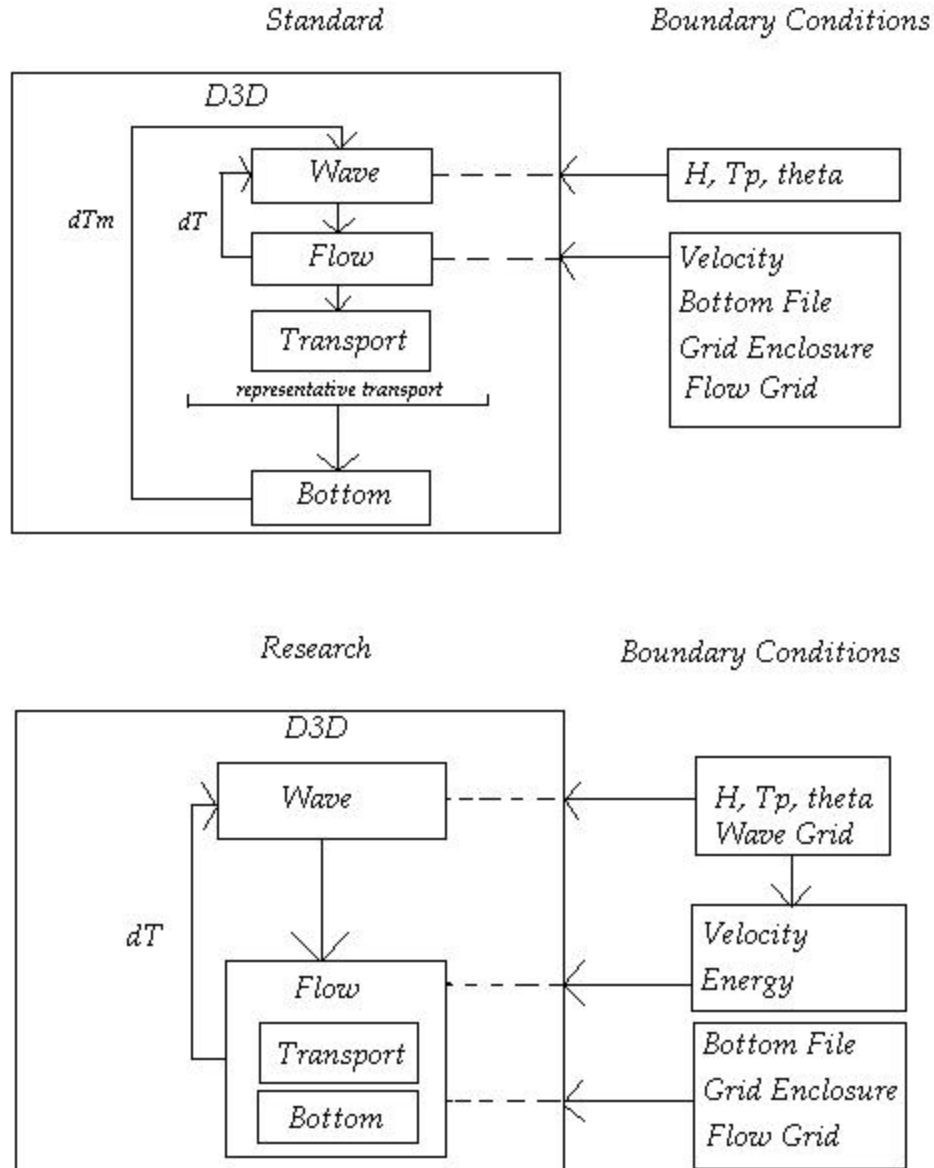 Standard
Boundary Conditions
D3D
Wave
H, Tp, theta
dTm
dT
Flow
Velocity
Bottom File
Transport
Grid Enclosure
Flow Grid
representative transport
Bottom
Research
Boundary Conditions
D3D
Wave
H, Tp, theta
Wave Grid
dT
Velocity
Flow
Energy
Transport
Bottom File
Bottom
Grid Enclosure
Flow Grid